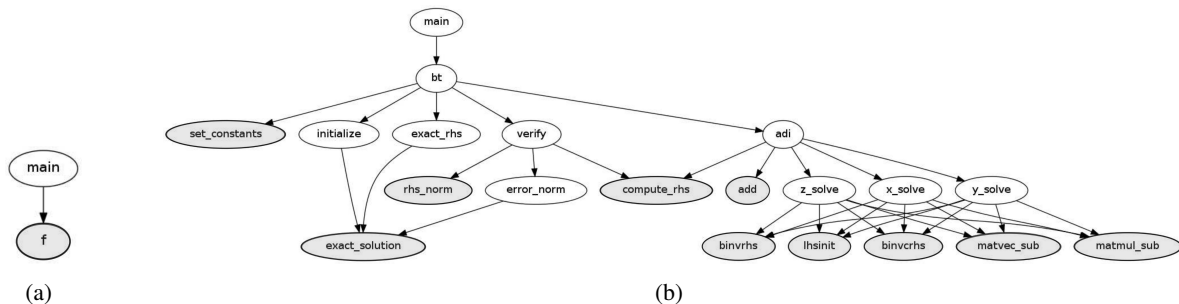 main
f
(a)
main
bt
set_constants
initialize
exact_rhs
verify
adi
rhs_norm
error_norm
compute_rhs
add
z_solve
x_solve
y_solve
exact_solution
binvrhs
lhsinit
binvcrhs
matvec_sub
matmul_sub
(b)